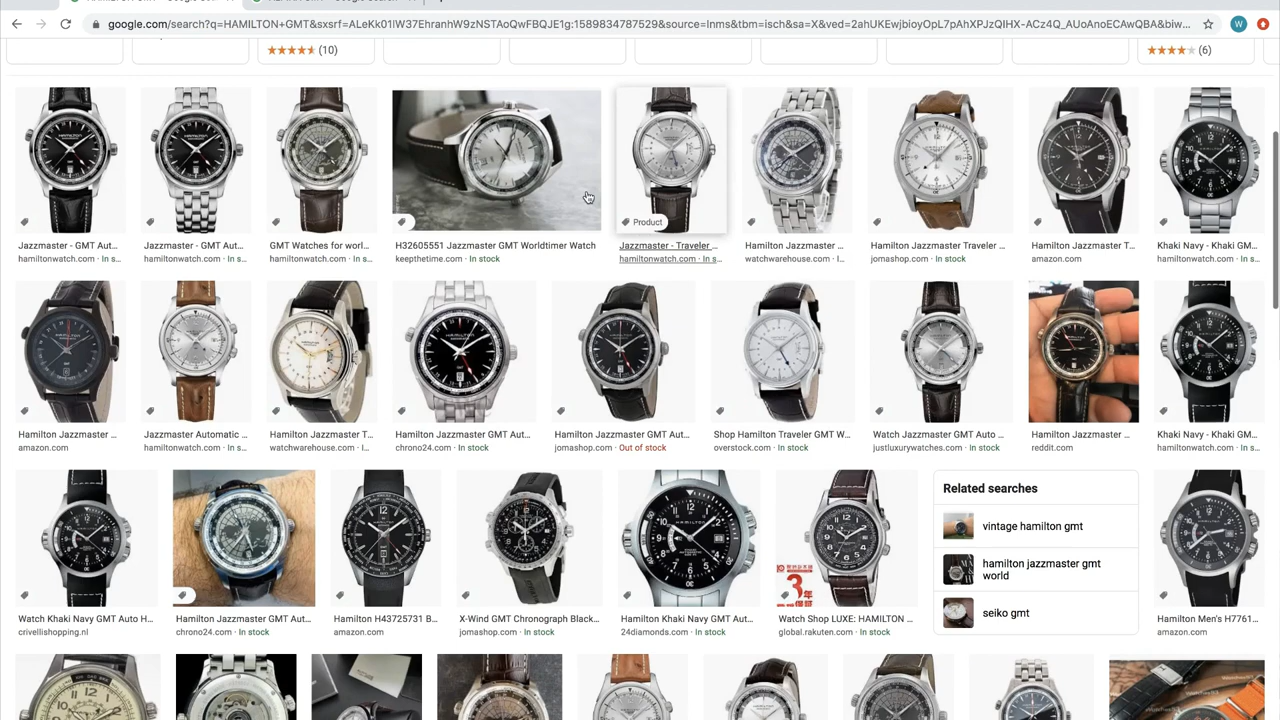 google.com/search?q=HAMILTON+GMT&sxsrf=ALeKk01lW37EhranhW9zNSTAoQwFBQJE1g:1589834787529&source=lnms&tbm=isch&sa=X&ved=2ahUKEwjbioyOpL7pAhXPJzQIHX-ACz4Q_AUoAnoECAwQBA&biw...
W
(10)
(6)
Product
Jazzmaster - GMT Aut...
hamiltonwatch.com · In s...
Jazzmaster - GMT Aut...
hamiltonwatch.com · In s...
GMT Watches for worl...
hamiltonwatch.com · In s...
H32605551 Jazzmaster GMT Worldtimer Watch
keepthetime.com · In stock
Jazzmaster - Traveler ...
hamiltonwatch.com · In s...
Hamilton Jazzmaster ...
watchwarehouse.com · I...
Hamilton Jazzmaster Traveler ...
jomashop.com · In stock
Hamilton Jazzmaster T...
amazon.com
Khaki Navy - Khaki GM...
hamiltonwatch.com · In s...
Hamilton Jazzmaster ...
amazon.com
Jazzmaster Automatic ...
hamiltonwatch.com · In s...
Hamilton Jazzmaster T...
watchwarehouse.com · In s...
Hamilton Jazzmaster GMT Aut...
chrono24.com · In stock
Hamilton Jazzmaster GMT Aut...
jomashop.com · Out of stock
Shop Hamilton Traveler GMT W...
overstock.com · In stock
Watch Jazzmaster GMT Auto ...
justluxurywatches.com · In stock
Hamilton Jazzmaster ...
reddit.com
Khaki Navy - Khaki GM...
hamiltonwatch.com · In s...
Watch Khaki Navy GMT Auto H...
crivellishopping.nl
Hamilton Jazzmaster GMT Aut...
chrono24.com · In stock
Hamilton H43725731 B...
amazon.com
X-Wind GMT Chronograph Black...
jomashop.com · In stock
HAMILTON
Hamilton Khaki Navy GMT Aut...
24diamonds.com · In stock
3年
Watch Shop LUXE: HAMILTON ...
global.rakuten.com · In stock
Related searches
vintage hamilton gmt
hamilton jazzmaster gmt
world
seiko gmt
Hamilton Men's H7761...
amazon.com